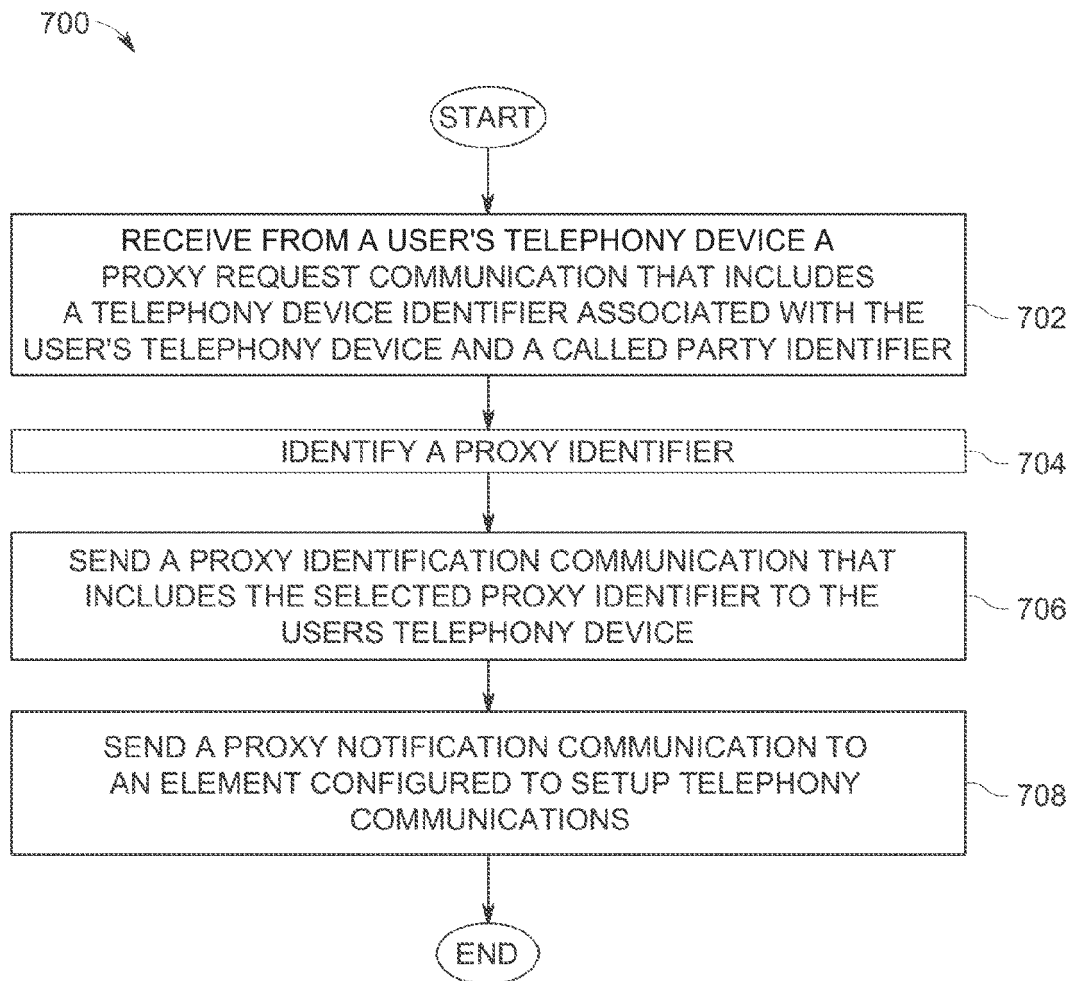 700
START
RECEIVE FROM A USER'S TELEPHONY DEVICE A
PROXY REQUEST COMMUNICATION THAT INCLUDES
A TELEPHONY DEVICE IDENTIFIER ASSOCIATED WITH THE
USER'S TELEPHONY DEVICE AND A CALLED PARTY IDENTIFIER
702
IDENTIFY A PROXY IDENTIFIER
704
SEND A PROXY IDENTIFICATION COMMUNICATION THAT
INCLUDES THE SELECTED PROXY IDENTIFIER TO THE
USERS TELEPHONY DEVICE
706
SEND A PROXY NOTIFICATION COMMUNICATION TO
AN ELEMENT CONFIGURED TO SETUP TELEPHONY
COMMUNICATIONS
708
END